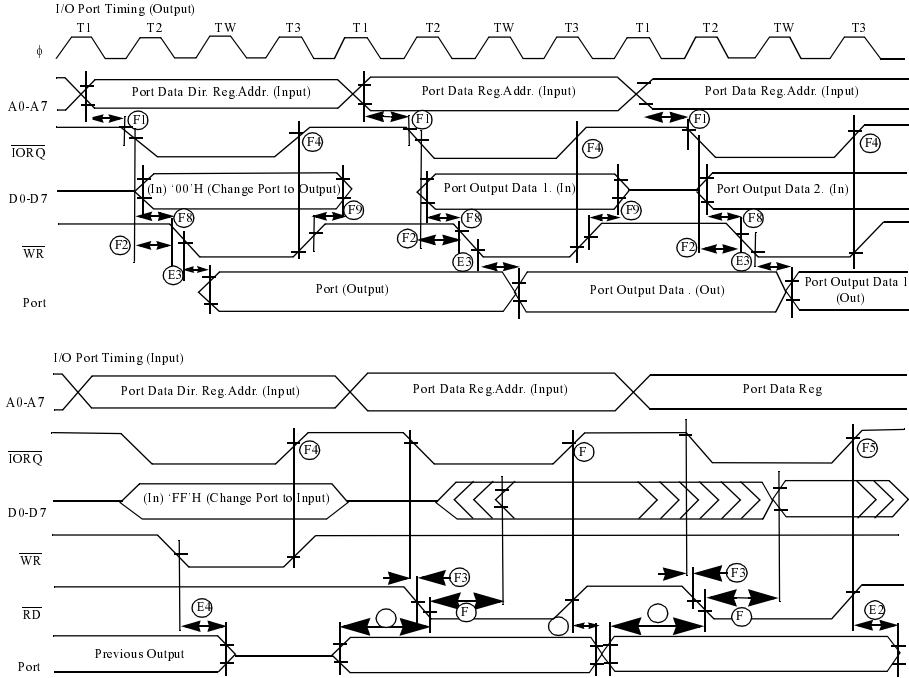 I/O Port Timing (Output)
T1 T2 TW T3 T1 T2 TW T3 T1 T2 TW T3
ϕ
A0-A7 Port Data Dir. Reg.Addr. (Input) Port Data Reg.Addr. (Input) Port Data Reg.Addr. (Input)
F1 F1 F1
IORQ F4 F4 F4
D0-D7 (In) '00'H (Change Port to Output) Port Output Data 1. (In) Port Output Data 2. (In)
F8 F9 F8 F9 F8
WR F2 F2 F2
E3 E3 E3
Port Port (Output) Port Output Data . (Out) Port Output Data 1
(Out)
I/O Port Timing (Input)
A0-A7 Port Data Dir. Reg.Addr. (Input) Port Data Reg.Addr. (Input) Port Data Reg
IORQ F4 F F5
D0-D7 (In) 'FF'H (Change Port to Input)
WR
F3 F3
RD E4 F F E2
Port Previous Output